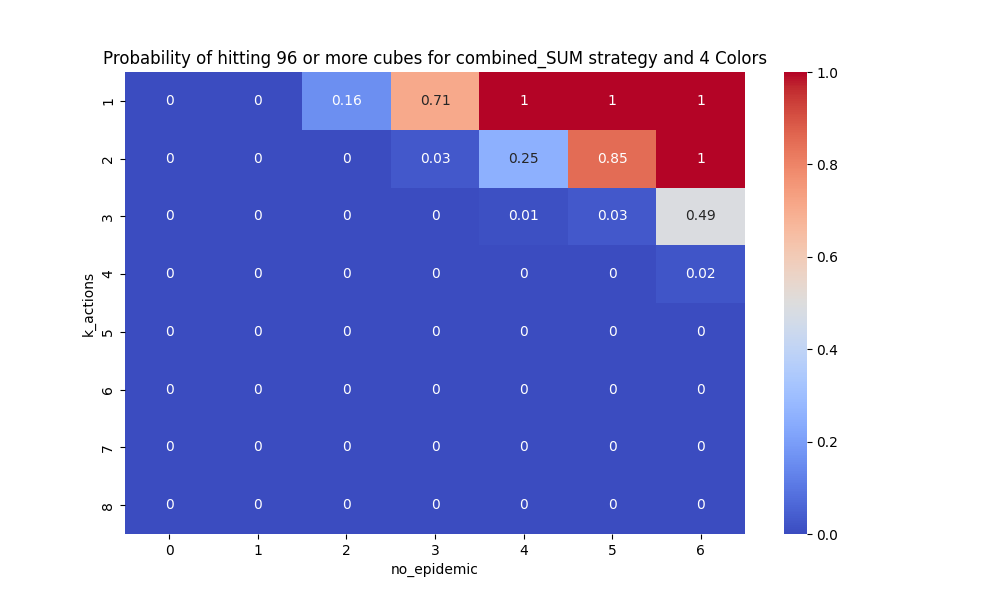 Probability of hitting 96 or more cubes for combined_SUM strategy and 4 Colors
k_actions
1 0 0 0.16 0.71 1 1 1
2 0 0 0 0.03 0.25 0.85 1
3 0 0 0 0 0.01 0.03 0.49
4 0 0 0 0 0 0 0.02
5 0 0 0 0 0 0 0
6 0 0 0 0 0 0 0
7 0 0 0 0 0 0 0
8 0 0 0 0 0 0 0
0 1 2 3 4 5 6
no_epidemic
1.0
0.8
0.6
0.4
0.2
0.0